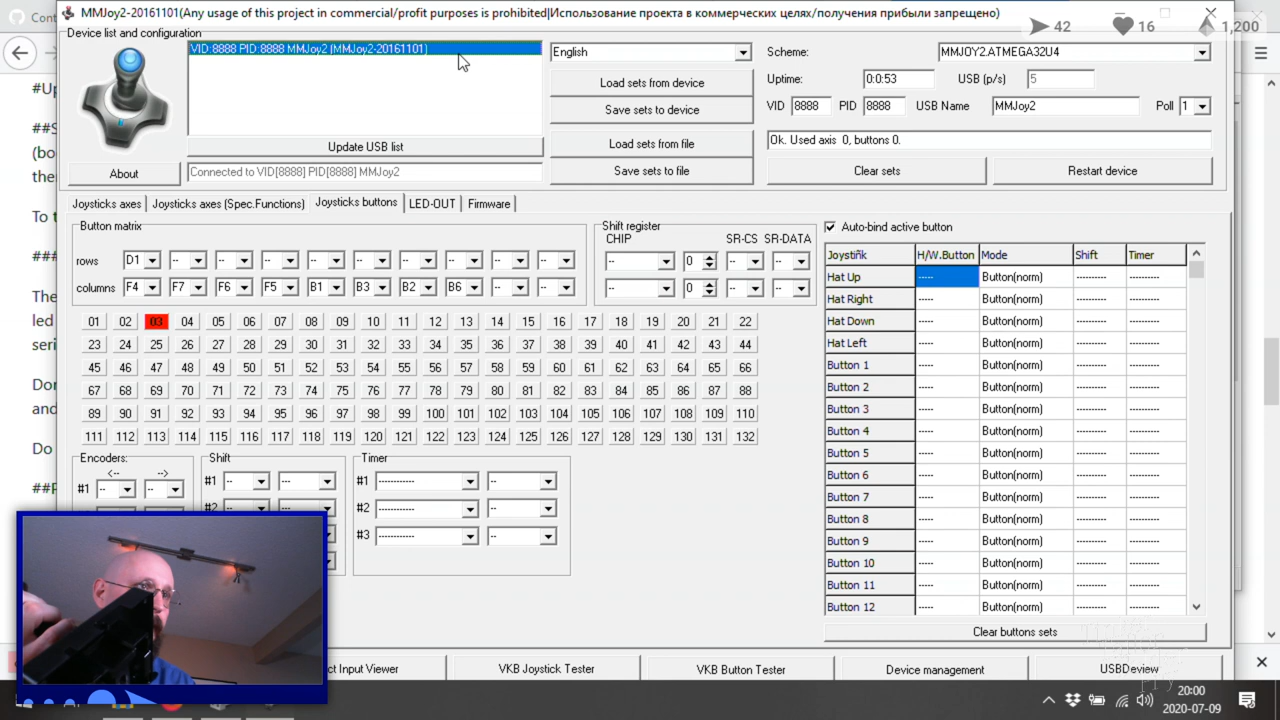 MMJoy2-20161101(Any usage of this project in commercial/profit purposes is prohibited|Использование проекта в коммерческих целях/получения прибыли запрещено)
42 16 1,200
Device list and configuration
VID:8888 PID:8888 MMJoy2 [MMJoy2-20161101]
Update USB list
About
Connected to VID[8888] PID[8888] MMJoy2
English
Load sets from device
Save sets to device
Load sets from file
Save sets to file
Scheme: MMJOY2.ATMEGA32U4
Uptime: 0:0:53 USB (p/s) 5
VID 8888 PID 8888 USB Name MMJoy2 Poll 1
Ok. Used axis 0, buttons 0.
Clear sets Restart device
Joysticks axes Joysticks axes (Spec.Functions) Joysticks buttons LED-OUT Firmware
Button matrix
rows D1 -- -- -- -- -- -- -- -- --
columns F4 F7 F6 F5 B1 B3 B2 B6 -- --
Shift register
CHIP SR-CS SR-DATA
-- 0 -- --
-- 0 -- --
01 02 03 04 05 06 07 08 09 10 11 12 13 14 15 16 17 18 19 20 21 22
23 24 25 26 27 28 29 30 31 32 33 34 35 36 37 38 39 40 41 42 43 44
45 46 47 48 49 50 51 52 53 54 55 56 57 58 59 60 61 62 63 64 65 66
67 68 69 70 71 72 73 74 75 76 77 78 79 80 81 82 83 84 85 86 87 88
89 90 91 92 93 94 95 96 97 98 99 100 101 102 103 104 105 106 107 108 109 110
111 112 113 114 115 116 117 118 119 120 121 122 123 124 125 126 127 128 129 130 131 132
Encoders:
<-- -->
#1 -- --
Shift
#1 -- ---
#2 -- ---
Timer
#1 ----------- --
#2 ----------- --
#3 ----------- --
Auto-bind active button
H/W.Button Mode Shift Timer
Hat Up ----- Button(norm) --------- ---------
Hat Right ----- Button(norm) --------- ---------
Hat Down ----- Button(norm) --------- ---------
Hat Left ----- Button(norm) --------- ---------
Button 1 ----- Button(norm) --------- ---------
Button 2 ----- Button(norm) --------- ---------
Button 3 ----- Button(norm) --------- ---------
Button 4 ----- Button(norm) --------- ---------
Button 5 ----- Button(norm) --------- ---------
Button 6 ----- Button(norm) --------- ---------
Button 7 ----- Button(norm) --------- ---------
Button 8 ----- Button(norm) --------- ---------
Button 9 ----- Button(norm) --------- ---------
Button 10 ----- Button(norm) --------- ---------
Button 11 ----- Button(norm) --------- ---------
Button 12 ----- Button(norm) --------- ---------
Clear buttons sets
ct Input Viewer VKB Joystick Tester VKB Button Tester Device management USBDeview
20:00
2020-07-09